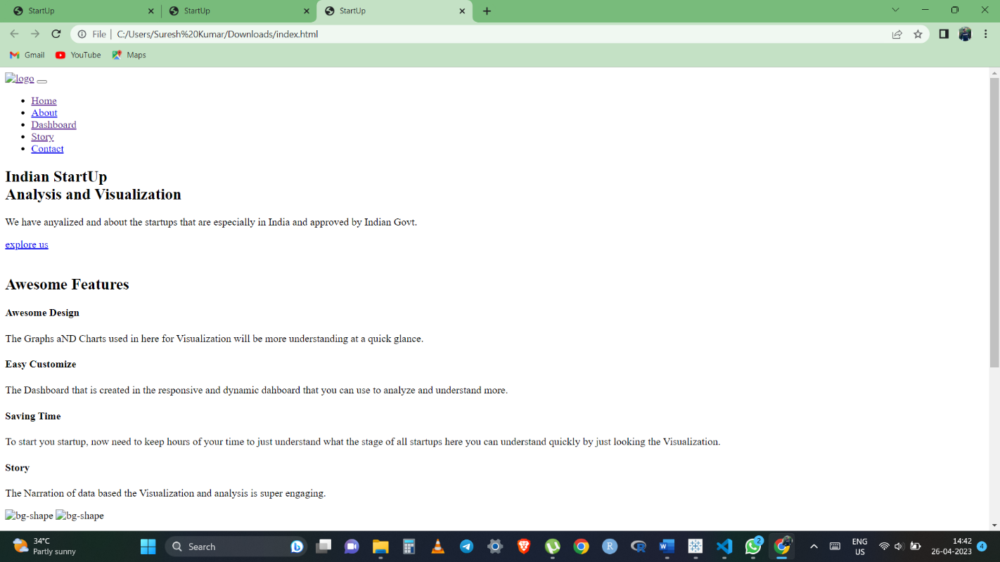 StartUp
StartUp
StartUp
File
C:/Users/Suresh%20Kumar/Downloads/index.html
Gmail
YouTube
Maps
logo
Home
About
Dashboard
Story
Contact
Indian StartUp
Analysis and Visualization
We have anyalized and about the startups that are especially in India and approved by Indian Govt.
explore us
Awesome Features
Awesome Design
The Graphs aND Charts used in here for Visualization will be more understanding at a quick glance.
Easy Customize
The Dashboard that is created in the responsive and dynamic dahboard that you can use to analyze and understand more.
Saving Time
To start you startup, now need to keep hours of your time to just understand what the stage of all startups here you can understand quickly by just looking the Visualization.
Story
The Narration of data based the Visualization and analysis is super engaging.
bg-shape bg-shape
34°C
Partly sunny
Search
2
ENG
US
14:42
26-04-2023
4